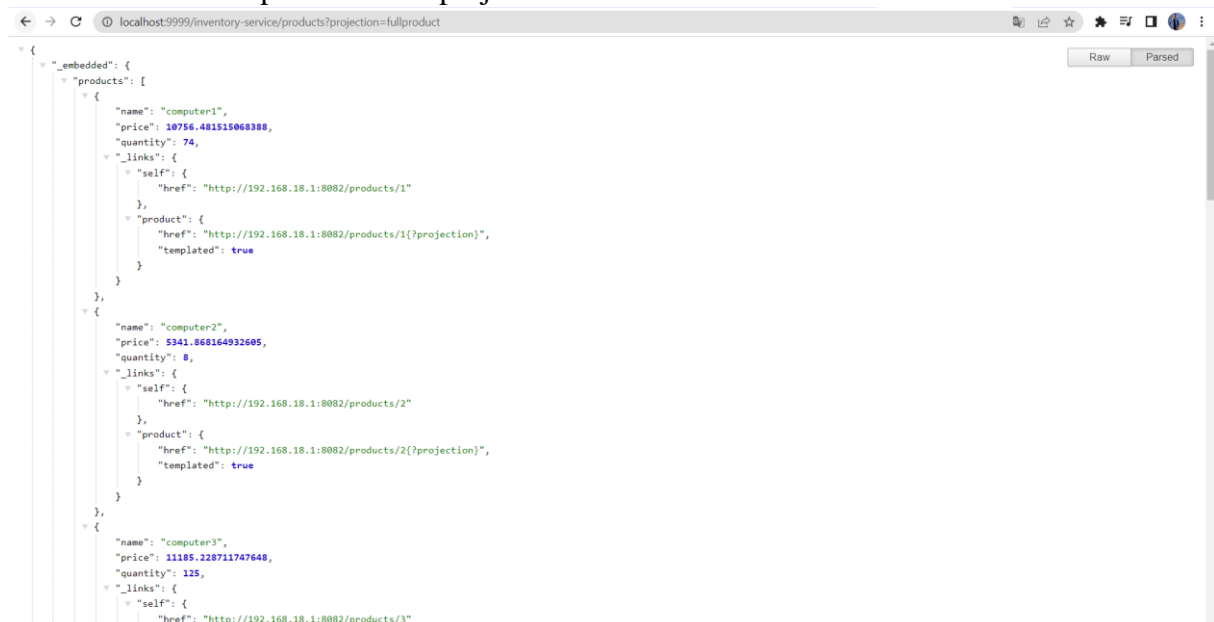 localhost:9999/inventory-service/products?projection=fullproduct
Raw Parsed
{
"_embedded": {
"products": [
{
"name": "computer1",
"price": 10756.481515068388,
"quantity": 74,
"_links": {
"self": {
"href": "http://192.168.18.1:8082/products/1"
},
"product": {
"href": "http://192.168.18.1:8082/products/1{?projection}",
"templated": true
}
}
},
{
"name": "computer2",
"price": 5341.868164932605,
"quantity": 8,
"_links": {
"self": {
"href": "http://192.168.18.1:8082/products/2"
},
"product": {
"href": "http://192.168.18.1:8082/products/2{?projection}",
"templated": true
}
}
},
{
"name": "computer3",
"price": 11185.228711747648,
"quantity": 125,
"_links": {
"self": {
"href": "http://192.168.18.1:8082/products/3"